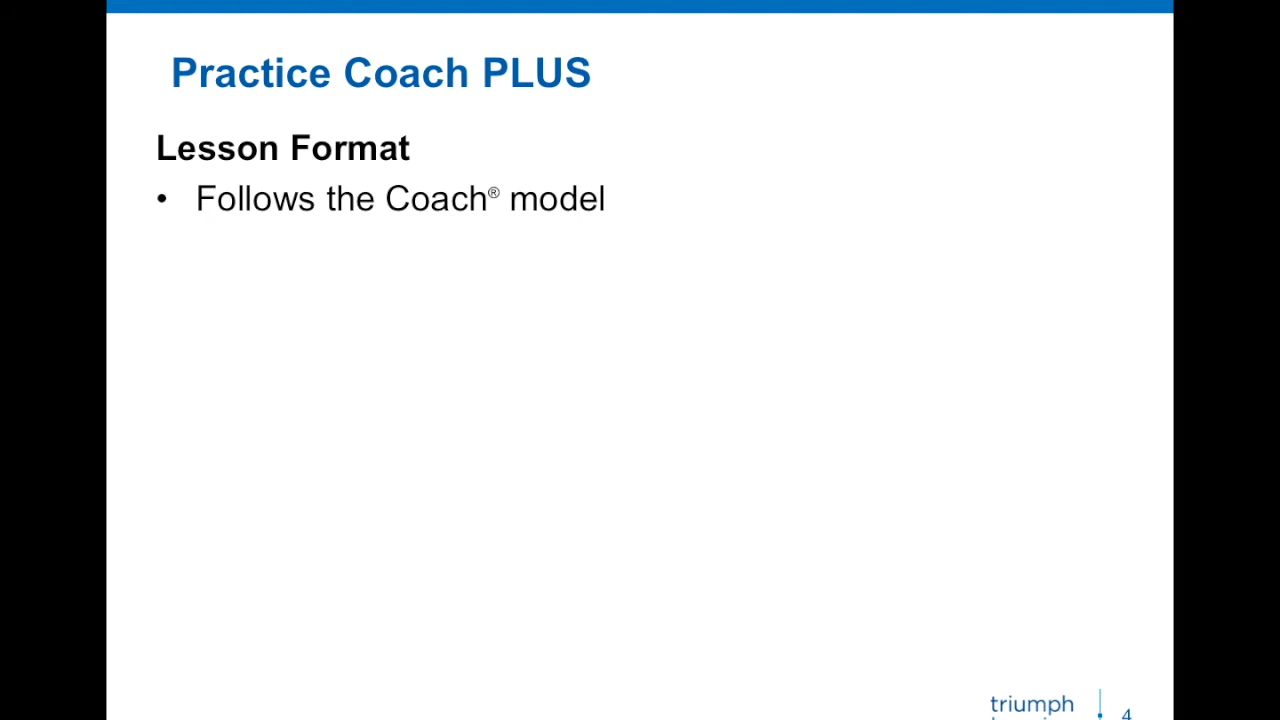 Practice Coach PLUS
Lesson Format
• Follows the Coach® model
triumph
4